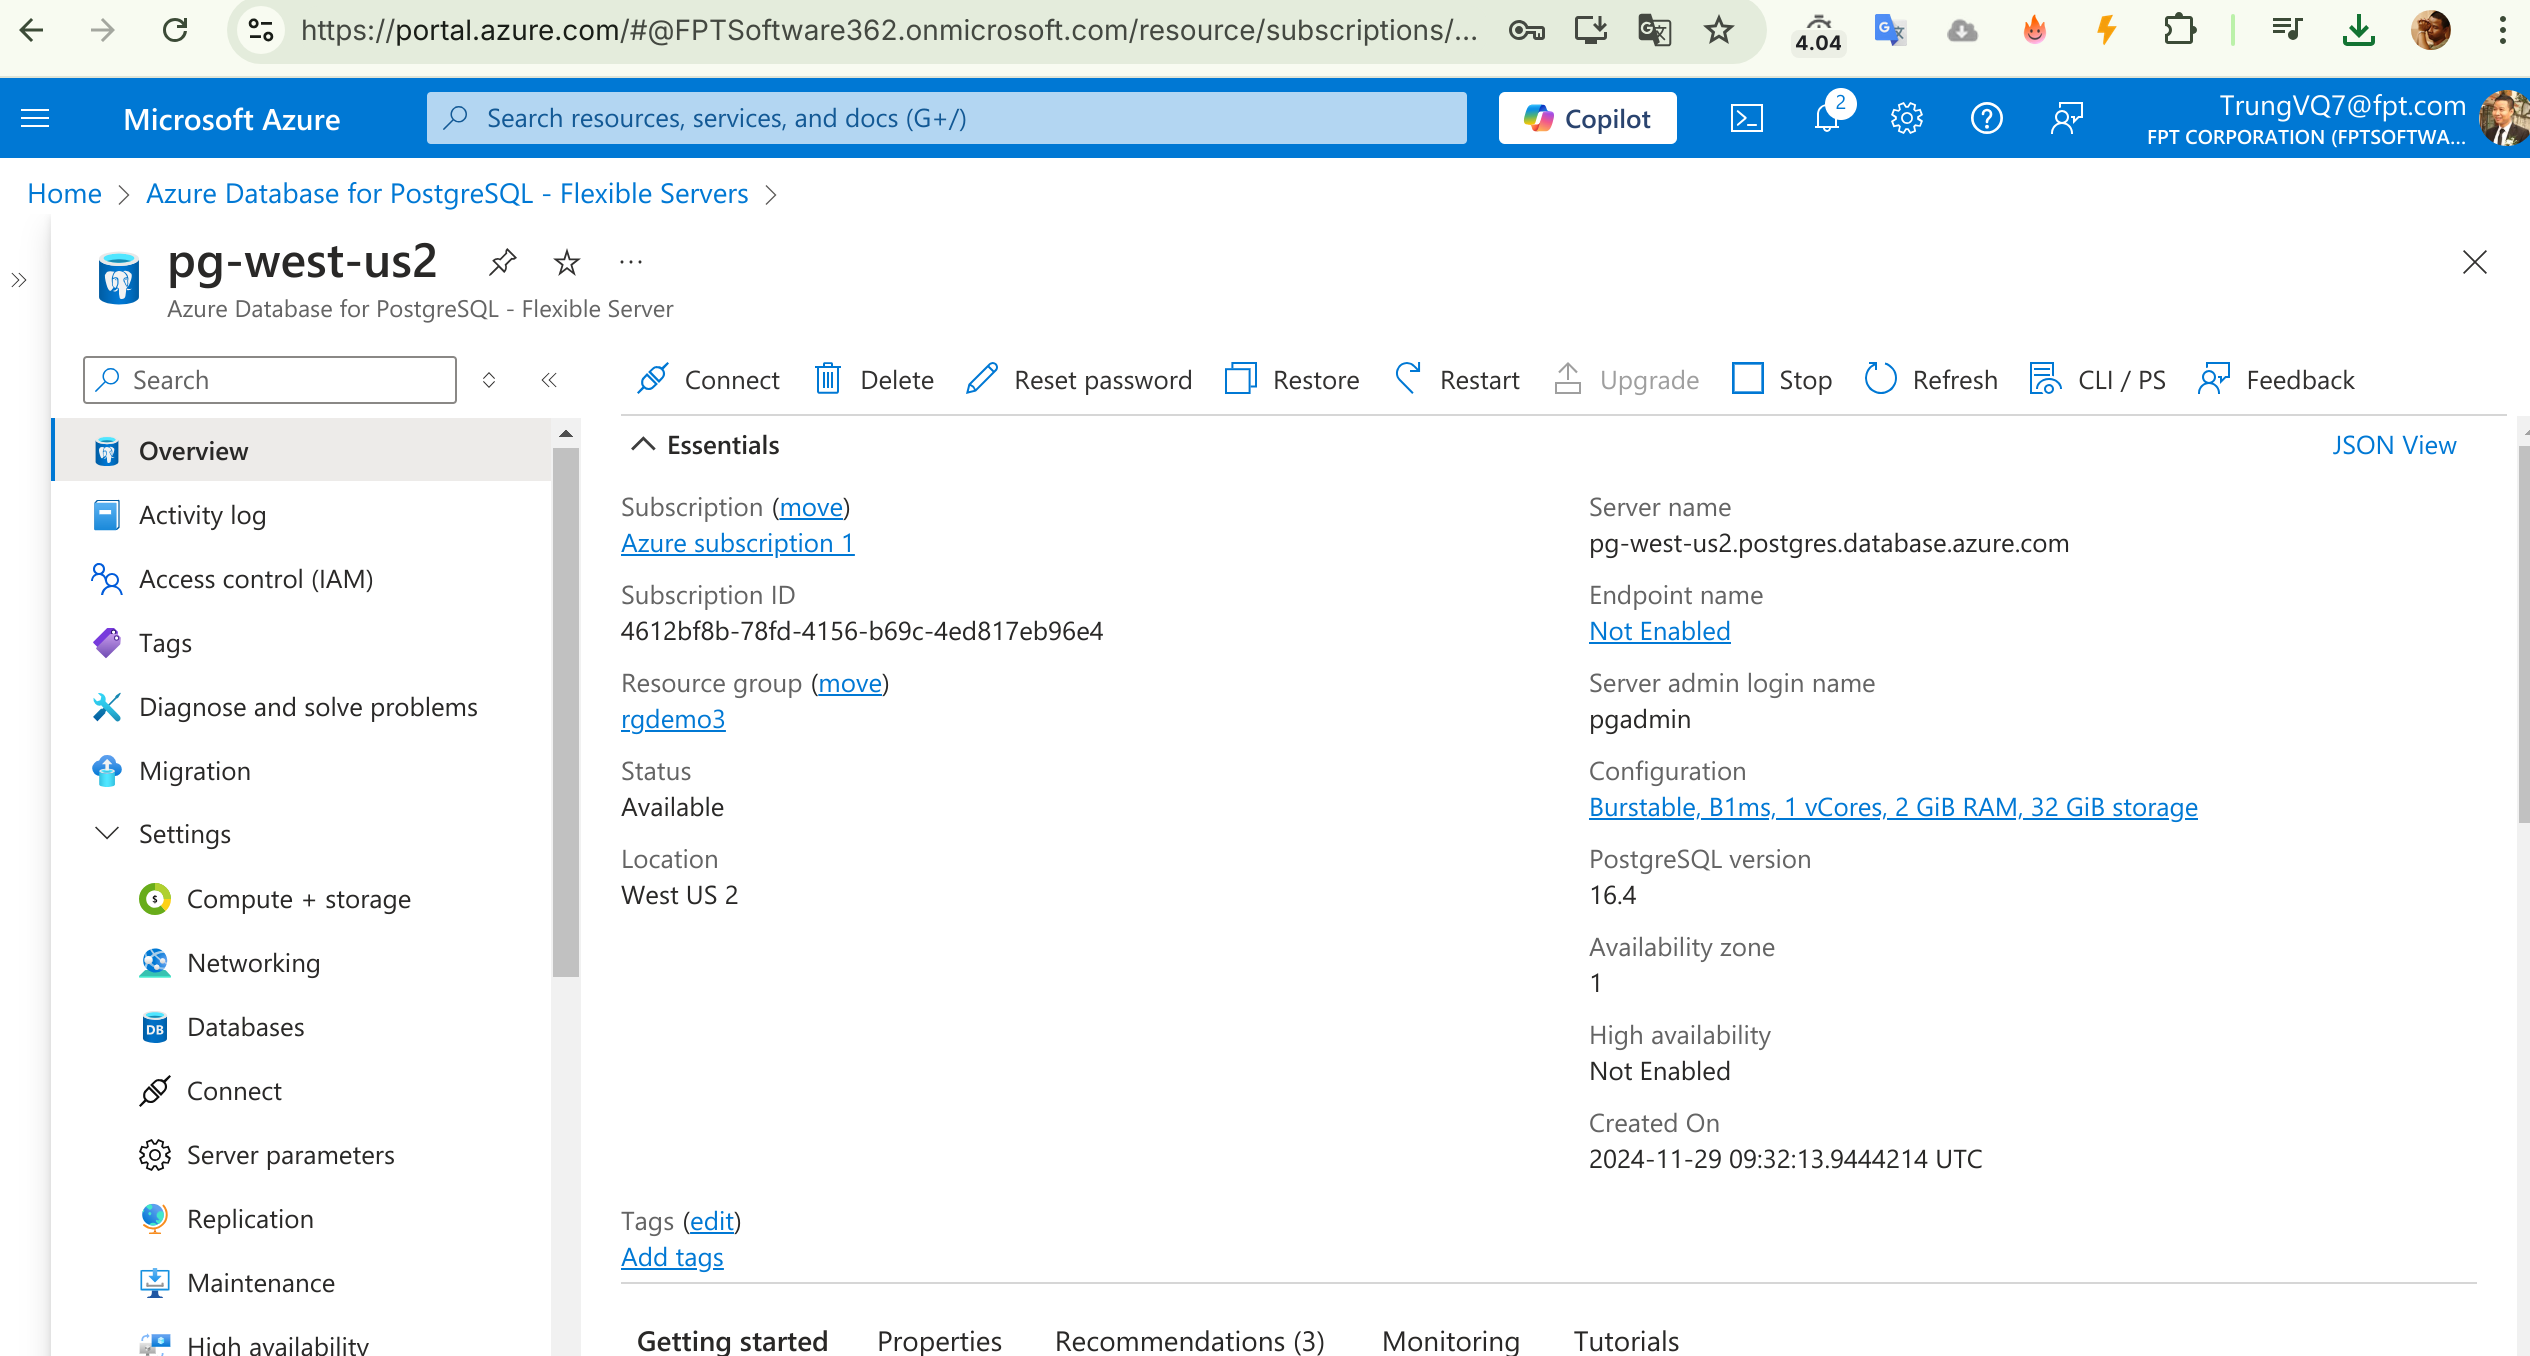 https://portal.azure.com/#@FPTSoftware362.onmicrosoft.com/resource/subscriptions/...
4.04
Microsoft Azure
Search resources, services, and docs (G+/)
Copilot
2
TrungVQ7@fpt.com
FPT CORPORATION (FPTSOFTWA...
Home
Azure Database for PostgreSQL - Flexible Servers
pg-west-us2
Azure Database for PostgreSQL - Flexible Server
Search
Connect
Delete
Reset password
Restore
Restart
Upgrade
Stop
Refresh
CLI / PS
Feedback
Overview
Activity log
Access control (IAM)
Tags
Diagnose and solve problems
Migration
Settings
Compute + storage
Networking
Databases
Connect
Server parameters
Replication
Maintenance
High availability
Essentials
JSON View
Subscription (move)
Azure subscription 1
Subscription ID
4612bf8b-78fd-4156-b69c-4ed817eb96e4
Resource group (move)
rgdemo3
Status
Available
Location
West US 2
Server name
pg-west-us2.postgres.database.azure.com
Endpoint name
Not Enabled
Server admin login name
pgadmin
Configuration
Burstable, B1ms, 1 vCores, 2 GiB RAM, 32 GiB storage
PostgreSQL version
16.4
Availability zone
1
High availability
Not Enabled
Created On
2024-11-29 09:32:13.9444214 UTC
Tags (edit)
Add tags
Getting started
Properties
Recommendations (3)
Monitoring
Tutorials